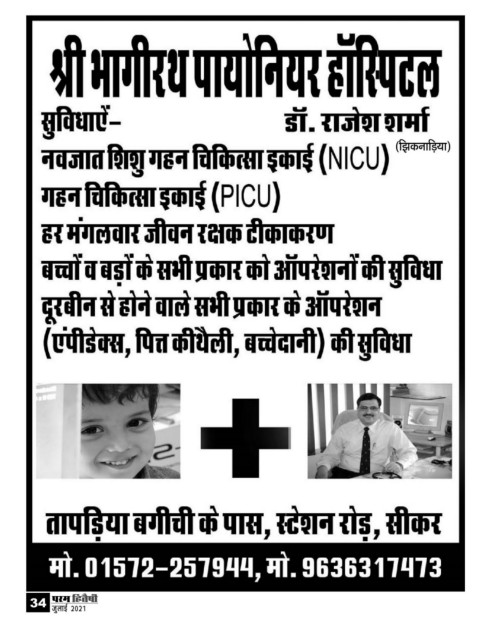 श्री भागीरथ पायोनियर हॉस्पिटल
सुविधाऐं- डॉ. राजेश शर्मा
(झिकनाड़िया)
नवजात शिशु गहन चिकित्सा इकाई (NICU)
गहन चिकित्सा इकाई (PICU)
हर मंगलवार जीवन रक्षक टीकाकरण
बच्चों व बड़ों के सभी प्रकार को ऑपरेशनों की सुविधा
दूरबीन से होने वाले सभी प्रकार के ऑपरेशन
(एंपीडेक्स, पित्त कीथैली, बच्चेदानी) की सुविधा
तापड़िया बगीची के पास, स्टेशन रोड़, सीकर
मो. 01572-257944, मो. 9636317473
34 परम हितैषी
जुलाई 2021